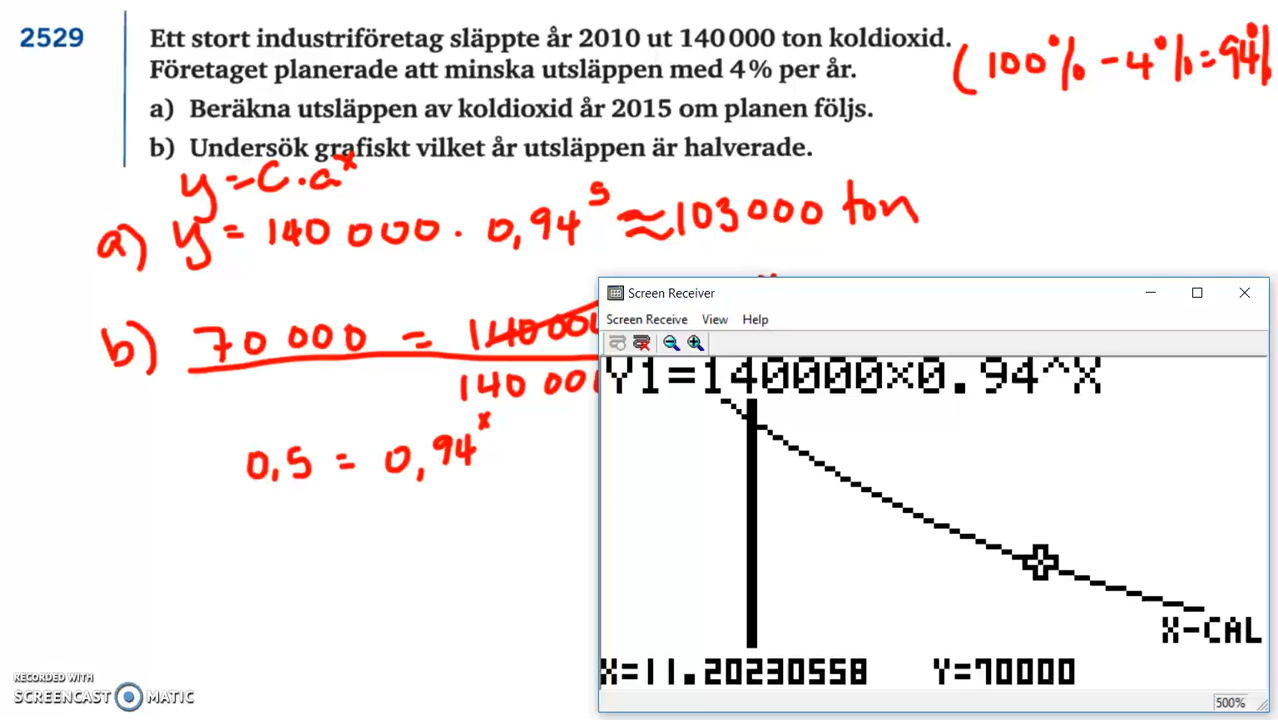 2529 Ett stort industriföretag släppte år 2010 ut 140 000 ton koldioxid.
(100% - 4% = 94%
Företaget planerade att minska utsläppen med 4 % per år.
a) Beräkna utsläppen av koldioxid år 2015 om planen följs.
b) Undersök grafiskt vilket år utsläppen är halverade.
y = C · a^x
a) y = 140 000 · 0,94^5 ≈ 103 000 ton
b) 70 000 = 140 000
140 000
0,5 = 0,94^x
Screen Receiver
Screen Receive View Help
Y1=140000×0.94^X
X-CAL
X=11.20230558 Y=70000
500%
RECORDED WITH
SCREENCAST MATIC